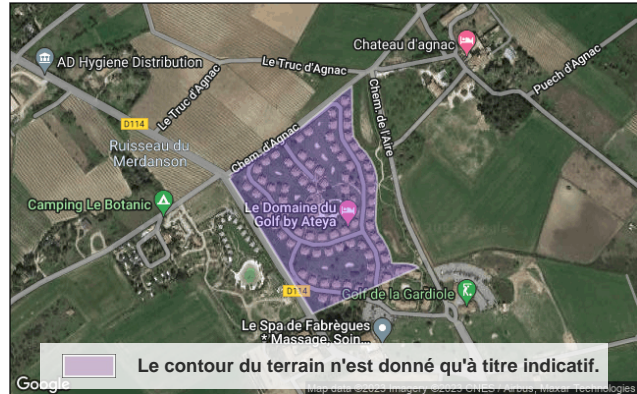 Chateau d'agnac
AD Hygiene Distribution
Le Truc d'Agnac
Puech d'Agnac
Le Truc d'Agnac
Chem. de l'Aire
D114
Ruisseau du
Merdanson
Chem. d'Agnac
Camping Le Botanic
Le Domaine du
Golf by Ateya
D114
Golf de la Gardiole
Le Spa de Fabrègues
* Massage, Soin...
Le contour du terrain n'est donné qu'à titre indicatif.
Google
Map data ©2023 Imagery ©2023 CNES / Airbus, Maxar Technologies